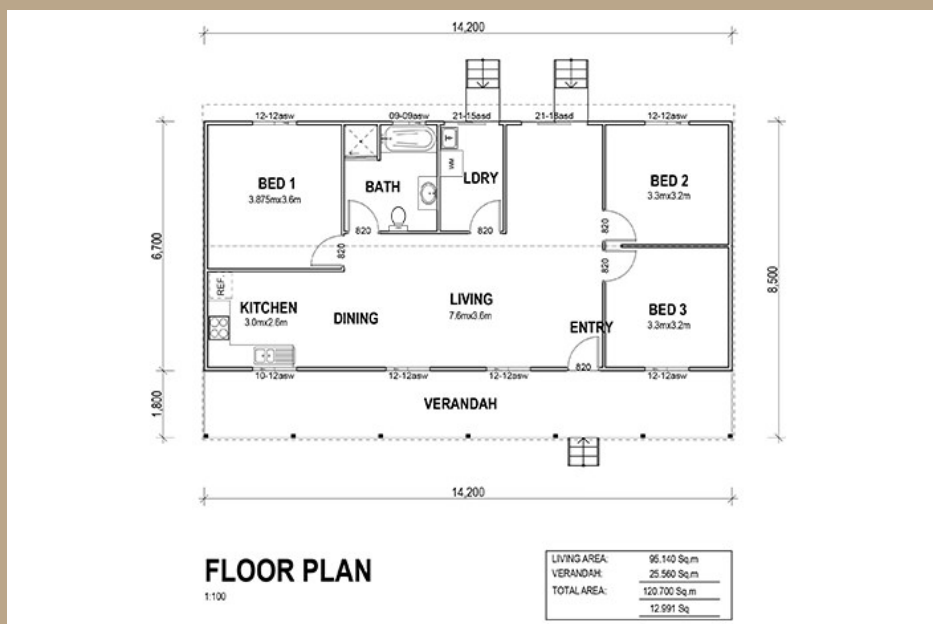 14,200
12-12asw 09-09asw 21-15asd 21-18asd 12-12asw
BED 1
3.875mx3.6m
BATH
WM
LDRY
BED 2
3.3mx3.2m
820 820
820
820
820
6,700
8,500
REF.
KITCHEN
3.0mx2.6m
DINING
LIVING
7.6mx3.6m
ENTRY
BED 3
3.3mx3.2m
820
10-12asw 12-12asw 12-12asw 12-12asw
1,800
VERANDAH
14,200
FLOOR PLAN
1:100
LIVING AREA: 95.140 Sq.m
VERANDAH: 25.560 Sq.m
TOTAL AREA: 120.700 Sq.m
12.991 Sq